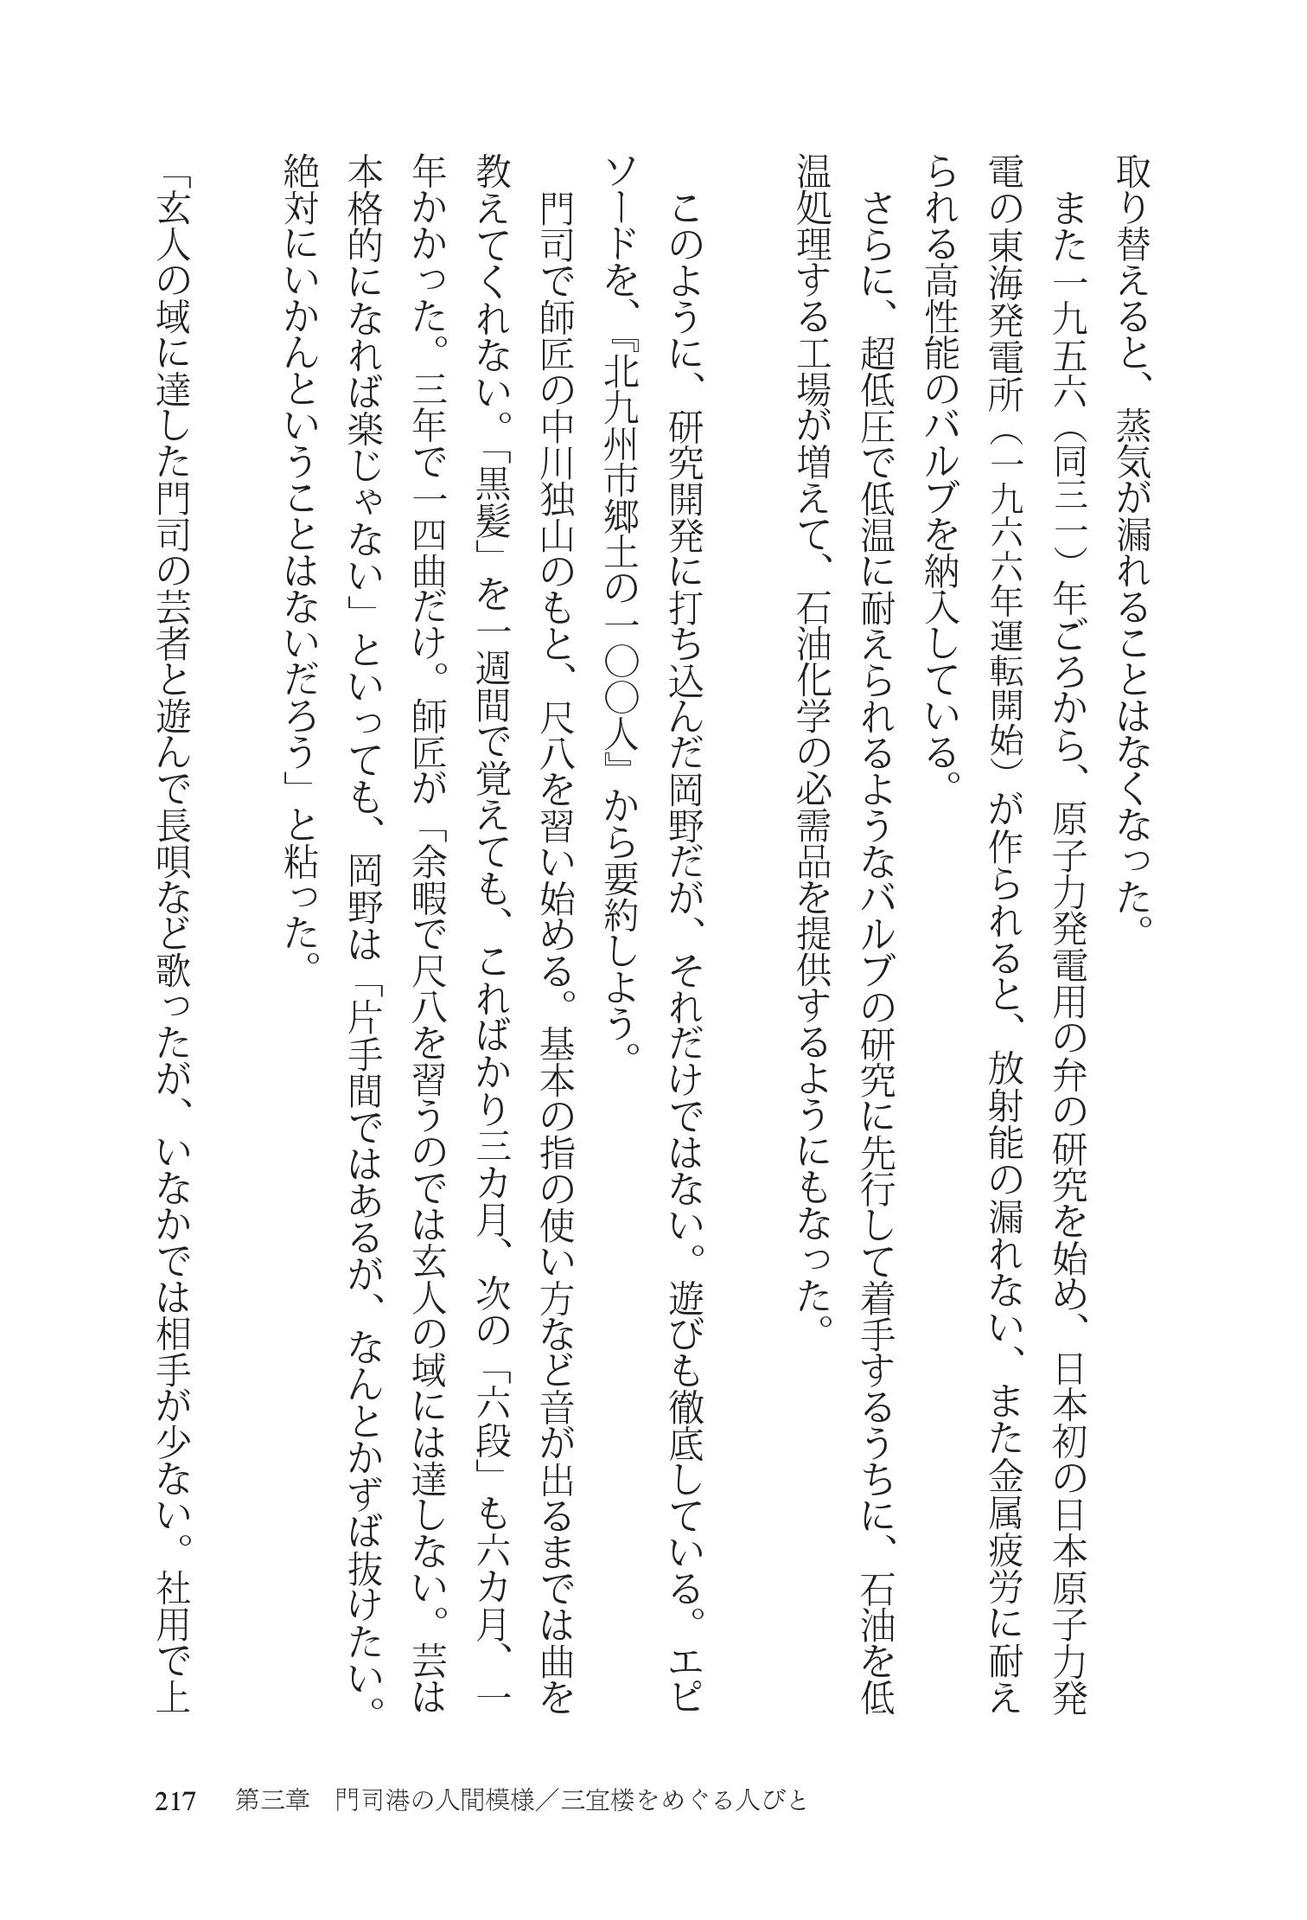 取り替えると、蒸気が漏れることはなくなった。
また一九五六（同三一）年ごろから、原子力発電用の弁の研究を始め、日本初の日本原子力発
電の東海発電所（一九六六年運転開始）が作られると、放射能の漏れない、また金属疲労に耐え
られる高性能のバルブを納入している。
さらに、超低圧で低温に耐えられるようなバルブの研究に先行して着手するうちに、石油を低
温処理する工場が増えて、石油化学の必需品を提供するようにもなった。
このように、研究開発に打ち込んだ岡野だが、それだけではない。遊びも徹底している。エピ
ソードを、『北九州市郷土の一〇〇人』から要約しよう。
門司で師匠の中川独山のもと、尺八を習い始める。基本の指の使い方など音が出るまでは曲を
教えてくれない。「黒髪」を一週間で覚えても、こればかり三カ月、次の「六段」も六カ月、一
年かかった。三年で一四曲だけ。師匠が「余暇で尺八を習うのでは玄人の域には達しない。芸は
本格的になれば楽じゃない」といっても、岡野は「片手間ではあるが、なんとかずば抜けたい。
絶対にいかんということはないだろう」と粘った。
「玄人の域に達した門司の芸者と遊んで長唄など歌ったが、いなかでは相手が少ない。社用で上
217 第三章 門司港の人間模様／三宜楼をめぐる人びと